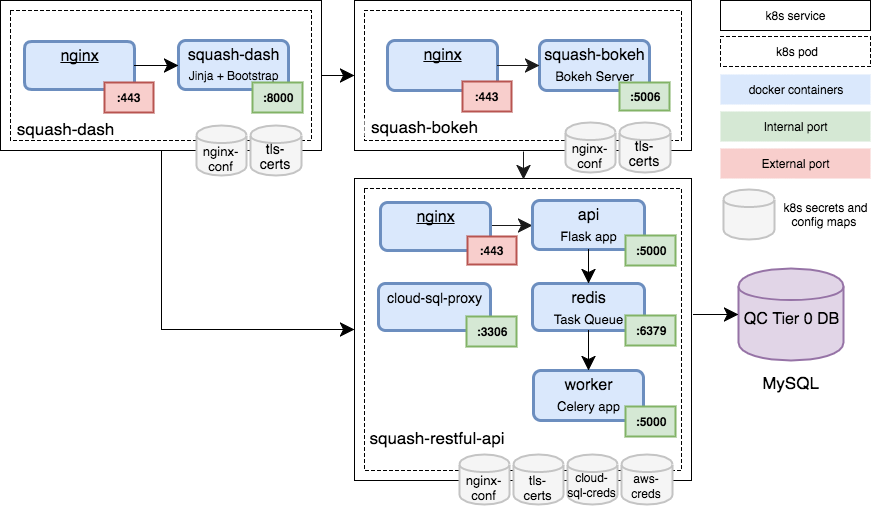 nginx
squash-dash
Jinja + Bootstrap
:443
:8000
squash-dash
nginx-
conf
tls-
certs
nginx
squash-bokeh
Bokeh Server
:443
:5006
squash-bokeh
nginx-
conf
tls-
certs
k8s service
k8s pod
docker containers
Internal port
External port
k8s secrets and
config maps
nginx
:443
api
Flask app
:5000
cloud-sql-proxy
:3306
redis
Task Queue
:6379
worker
Celery app
:5000
squash-restful-api
nginx-
conf
tls-
certs
cloud-
sql-creds
aws-
creds
QC Tier 0 DB
MySQL